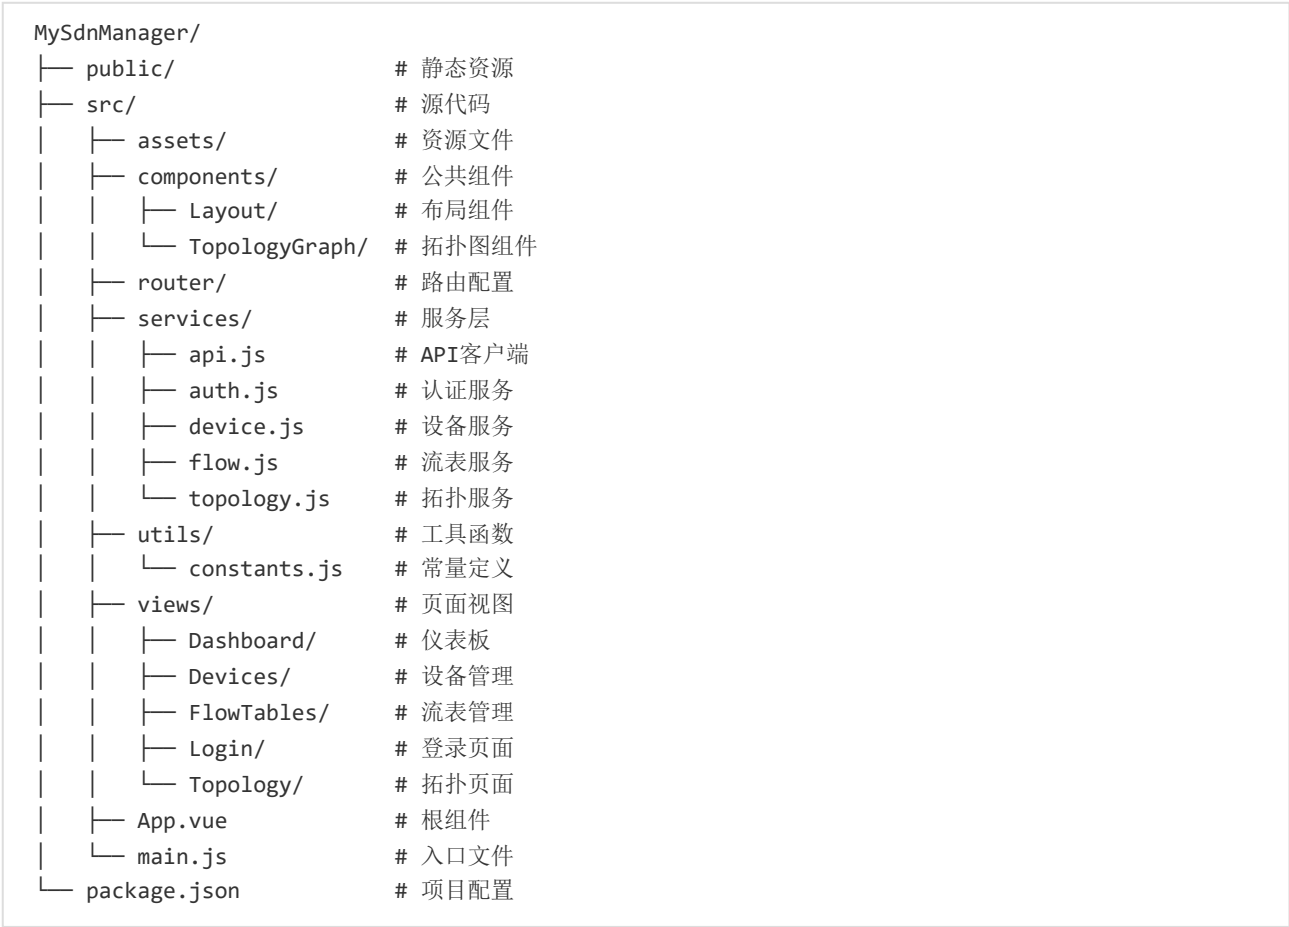 MySdnManager/
├── public/                  # 静态资源
├── src/                     # 源代码
│   ├── assets/              # 资源文件
│   ├── components/          # 公共组件
│   │   ├── Layout/          # 布局组件
│   │   └── TopologyGraph/   # 拓扑图组件
│   ├── router/              # 路由配置
│   ├── services/            # 服务层
│   │   ├── api.js           # API客户端
│   │   ├── auth.js          # 认证服务
│   │   ├── device.js        # 设备服务
│   │   ├── flow.js          # 流表服务
│   │   └── topology.js      # 拓扑服务
│   ├── utils/               # 工具函数
│   │   └── constants.js     # 常量定义
│   ├── views/               # 页面视图
│   │   ├── Dashboard/       # 仪表板
│   │   ├── Devices/         # 设备管理
│   │   ├── FlowTables/      # 流表管理
│   │   ├── Login/           # 登录页面
│   │   └── Topology/        # 拓扑页面
│   ├── App.vue              # 根组件
│   └── main.js              # 入口文件
└── package.json             # 项目配置